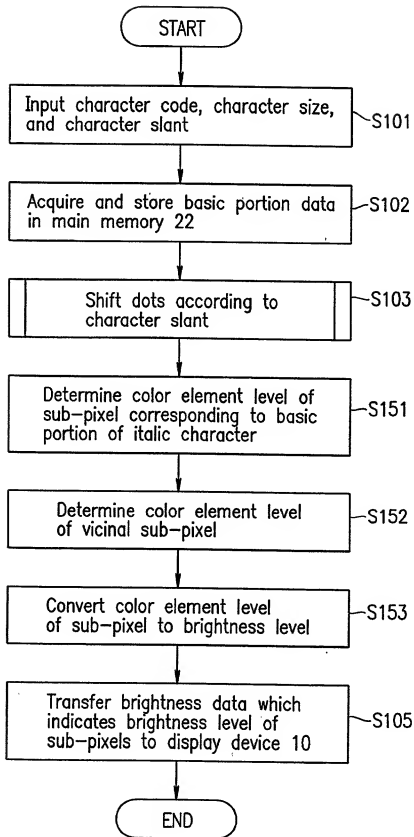 START
Input character code, character size,
and character slant
S101
Acquire and store basic portion data
in main memory 22
S102
Shift dots according to
character slant
S103
Determine color element level of
sub-pixel corresponding to basic
portion of italic character
S151
Determine color element level
of vicinal sub-pixel
S152
Convert color element level
of sub-pixel to brightness level
S153
Transfer brightness data which
indicates brightness level of
sub-pixels to display device 10
S105
END